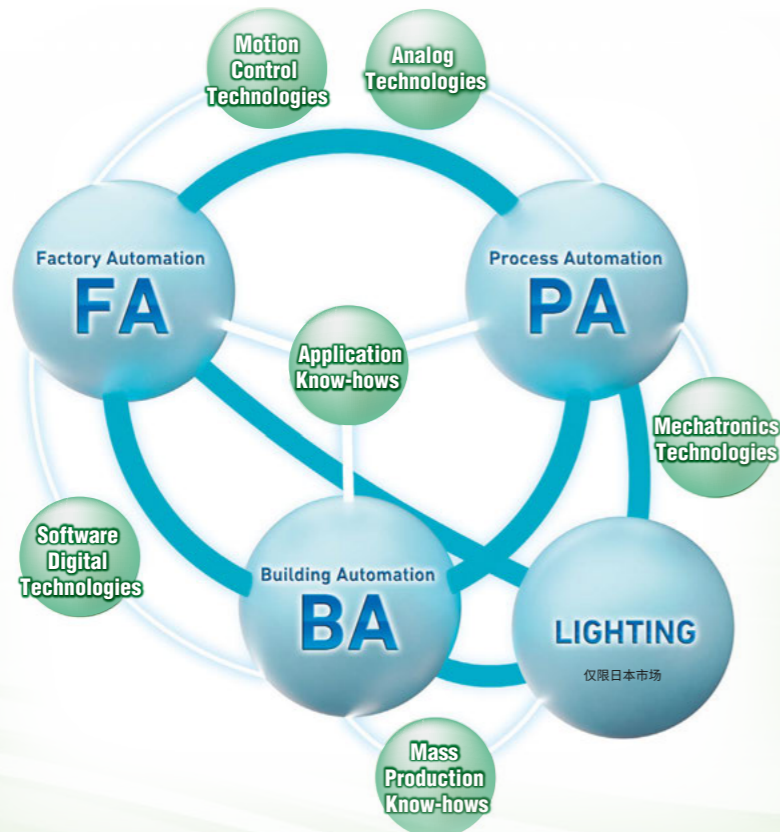 Motion
Control
Technologies
Analog
Technologies
Factory Automation
FA
Process Automation
PA
Application
Know-hows
Mechatronics
Technologies
Software
Digital
Technologies
Building Automation
BA
LIGHTING
仅限日本市场
Mass
Production
Know-hows